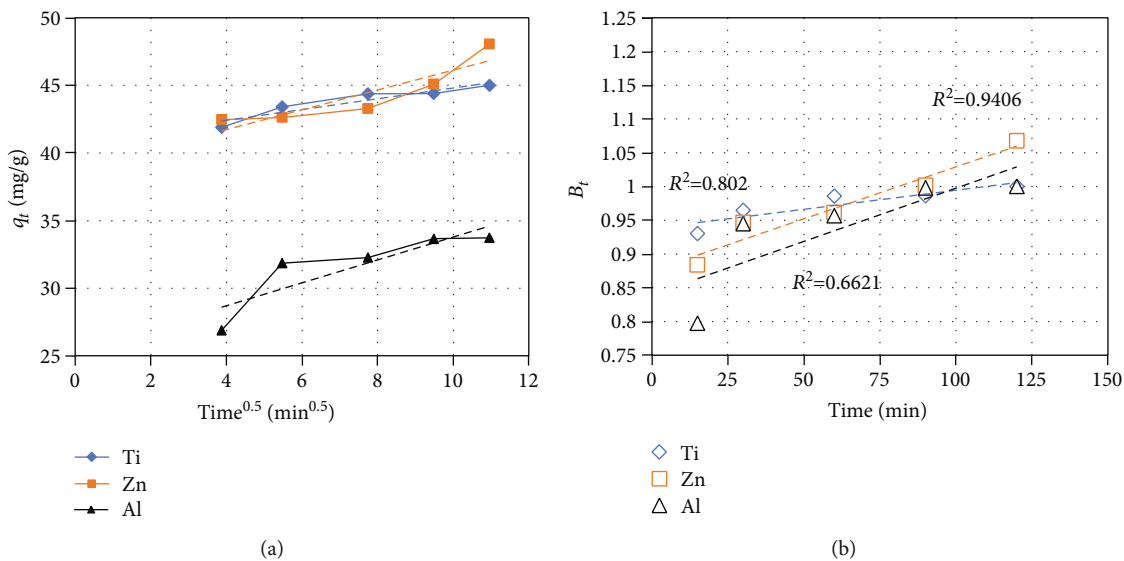 50
45
40
35
30
25
q_t (mg/g)
0 2 4 6 8 10 12
Time^0.5 (min^0.5)
Ti
Zn
Al
(a)
1.25
1.2
1.15
1.1
1.05
1
0.95
0.9
0.85
0.8
0.75
B_t
R^2=0.9406
R^2=0.802
R^2=0.6621
0 25 50 75 100 125 150
Time (min)
Ti
Zn
Al
(b)